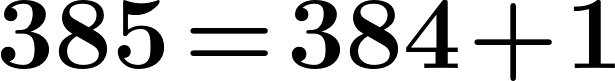 385 = 384 + 1